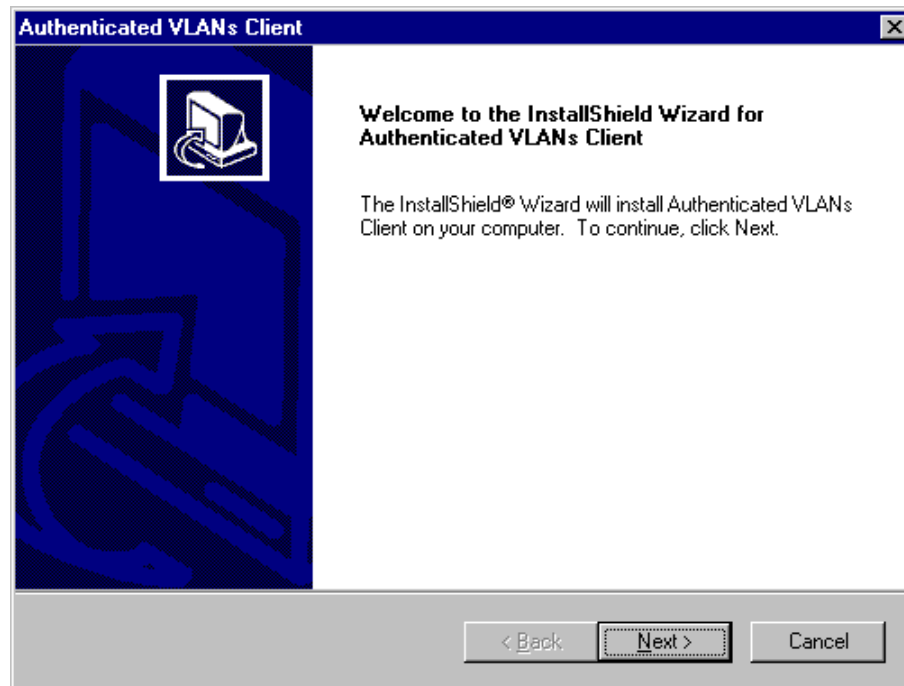 Authenticated VLANs Client
Welcome to the InstallShield Wizard for
Authenticated VLANs Client
The InstallShield® Wizard will install Authenticated VLANs
Client on your computer.  To continue, click Next.
< Back
Next >
Cancel